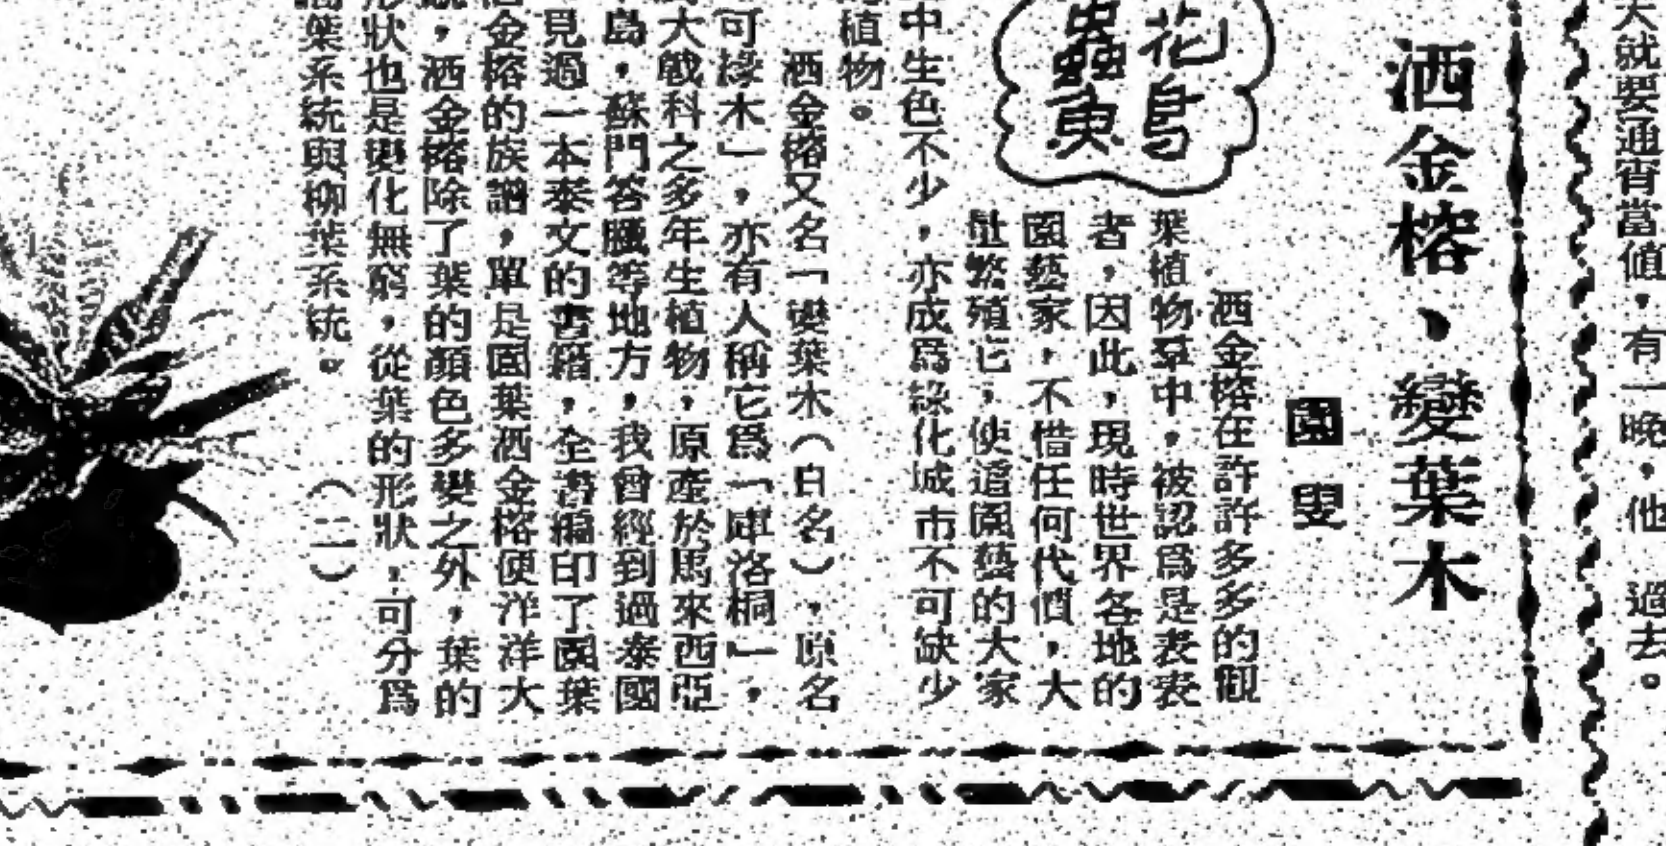 天就要通宵當值，有一晚，他 過去。
洒金榕、變葉木
園叟
花鳥
蟲魚
洒金榕在許許多多的觀
葉植物羣中，被認爲是表表
者，因此，現時世界各地的
園藝家，不惜任何代價，大
批繁殖它，使這園藝的大家
中生色不少，亦成爲綠化城市不可缺少
植物。
洒金榕又名「變葉木（白名），原名
可綠木」，亦有人稱它爲「犀洛桐」，
大戟科之多年生植物，原產於馬來西亞
島，蘇門答臘等地方，我曾經到過泰國
見過一本泰文的書籍，全書編印了圓葉
金榕的族譜，單是圓葉洒金榕便洋洋大
，洒金榕除了葉的顏色多變之外，葉的
狀也是變化無窮，從葉的形狀，可分爲
葉系統與柳葉系統。（二）